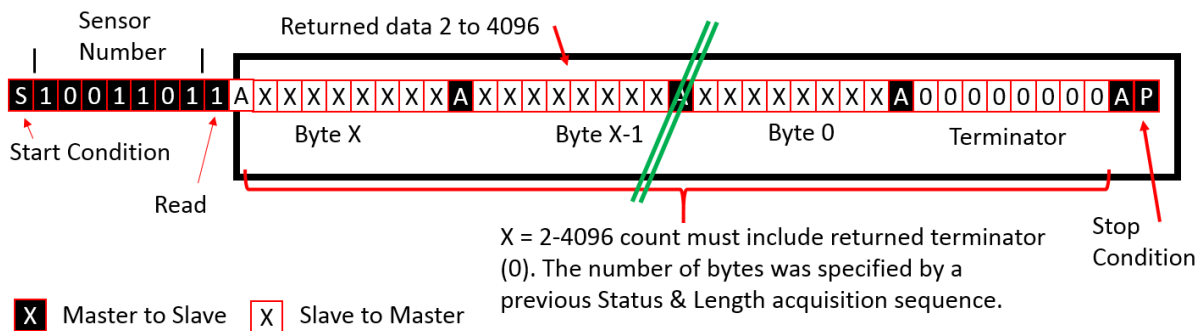 Sensor
Number
Returned data 2 to 4096
S 1 0 0 1 1 0 1 1 A X X X X X X X X A X X X X X X X X A X X X X X X X X A 0 0 0 0 0 0 0 0 A P
Byte X Byte X-1 Byte 0 Terminator
Start Condition
Read
Stop
Condition
X = 2-4096 count must include returned terminator
(0). The number of bytes was specified by a
previous Status & Length acquisition sequence.
X Master to Slave X Slave to Master